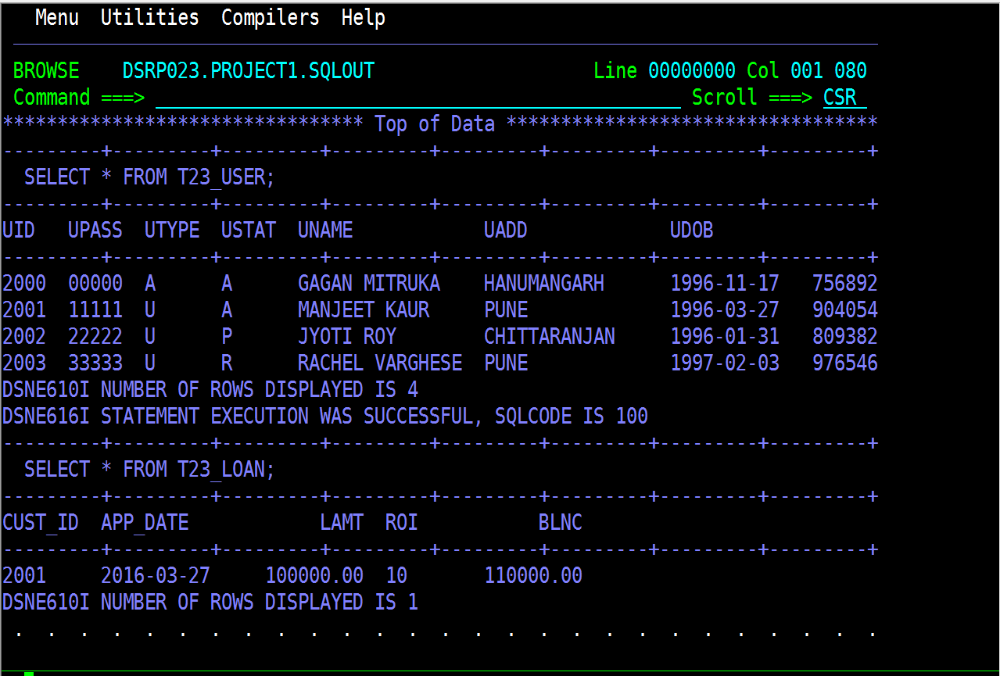 Menu  Utilities  Compilers  Help
BROWSE    DSRP023.PROJECT1.SQLOUT                    Line 00000000 Col 001 080
Command ===>                                                  Scroll ===> CSR
********************************* Top of Data **********************************
---------+---------+---------+---------+---------+---------+---------+---------+
  SELECT * FROM T23_USER;
---------+---------+---------+---------+---------+---------+---------+---------+
UID   UPASS  UTYPE  USTAT  UNAME            UADD             UDOB
---------+---------+---------+---------+---------+---------+---------+---------+
2000  00000  A      A      GAGAN MITRUKA    HANUMANGARH      1996-11-17   756892
2001  11111  U      A      MANJEET KAUR     PUNE             1996-03-27   904054
2002  22222  U      P      JYOTI ROY        CHITTARANJAN     1996-01-31   809382
2003  33333  U      R      RACHEL VARGHESE  PUNE             1997-02-03   976546
DSNE610I NUMBER OF ROWS DISPLAYED IS 4
DSNE616I STATEMENT EXECUTION WAS SUCCESSFUL, SQLCODE IS 100
---------+---------+---------+---------+---------+---------+---------+---------+
  SELECT * FROM T23_LOAN;
---------+---------+---------+---------+---------+---------+---------+---------+
CUST_ID  APP_DATE            LAMT  ROI           BLNC
---------+---------+---------+---------+---------+---------+---------+---------+
2001     2016-03-27     100000.00  10       110000.00
DSNE610I NUMBER OF ROWS DISPLAYED IS 1
 .  .  .  .  .  .  .  .  .  .  .  .  .  .  .  .  .  .  .  .  .  .  .  .  .  .  .